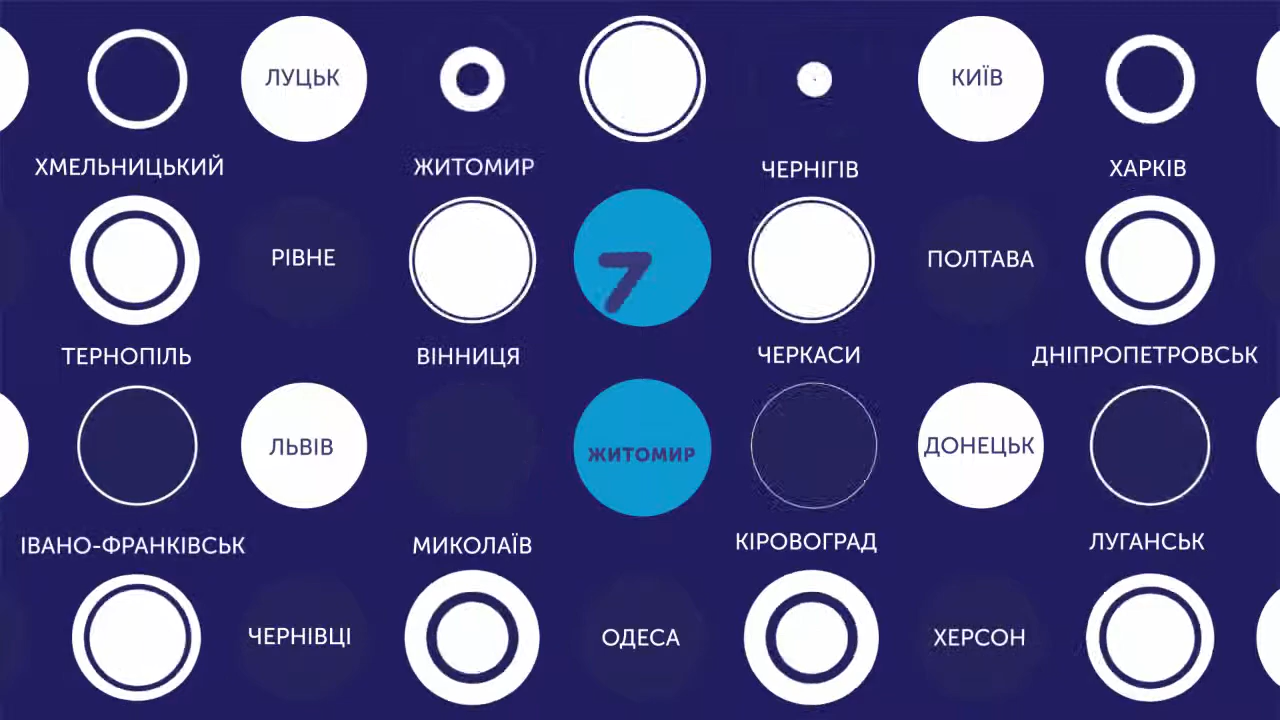 ЛУЦЬК
КИЇВ
ХМЕЛЬНИЦЬКИЙ
ЖИТОМИР
ЧЕРНІГІВ
ХАРКІВ
РІВНЕ
7
ПОЛТАВА
ТЕРНОПІЛЬ
ВІННИЦЯ
ЧЕРКАСИ
ДНІПРОПЕТРОВСЬК
ЛЬВІВ
ЖИТОМИР
ДОНЕЦЬК
ІВАНО-ФРАНКІВСЬК
МИКОЛАЇВ
КІРОВОГРАД
ЛУГАНСЬК
ЧЕРНІВЦІ
ОДЕСА
ХЕРСОН